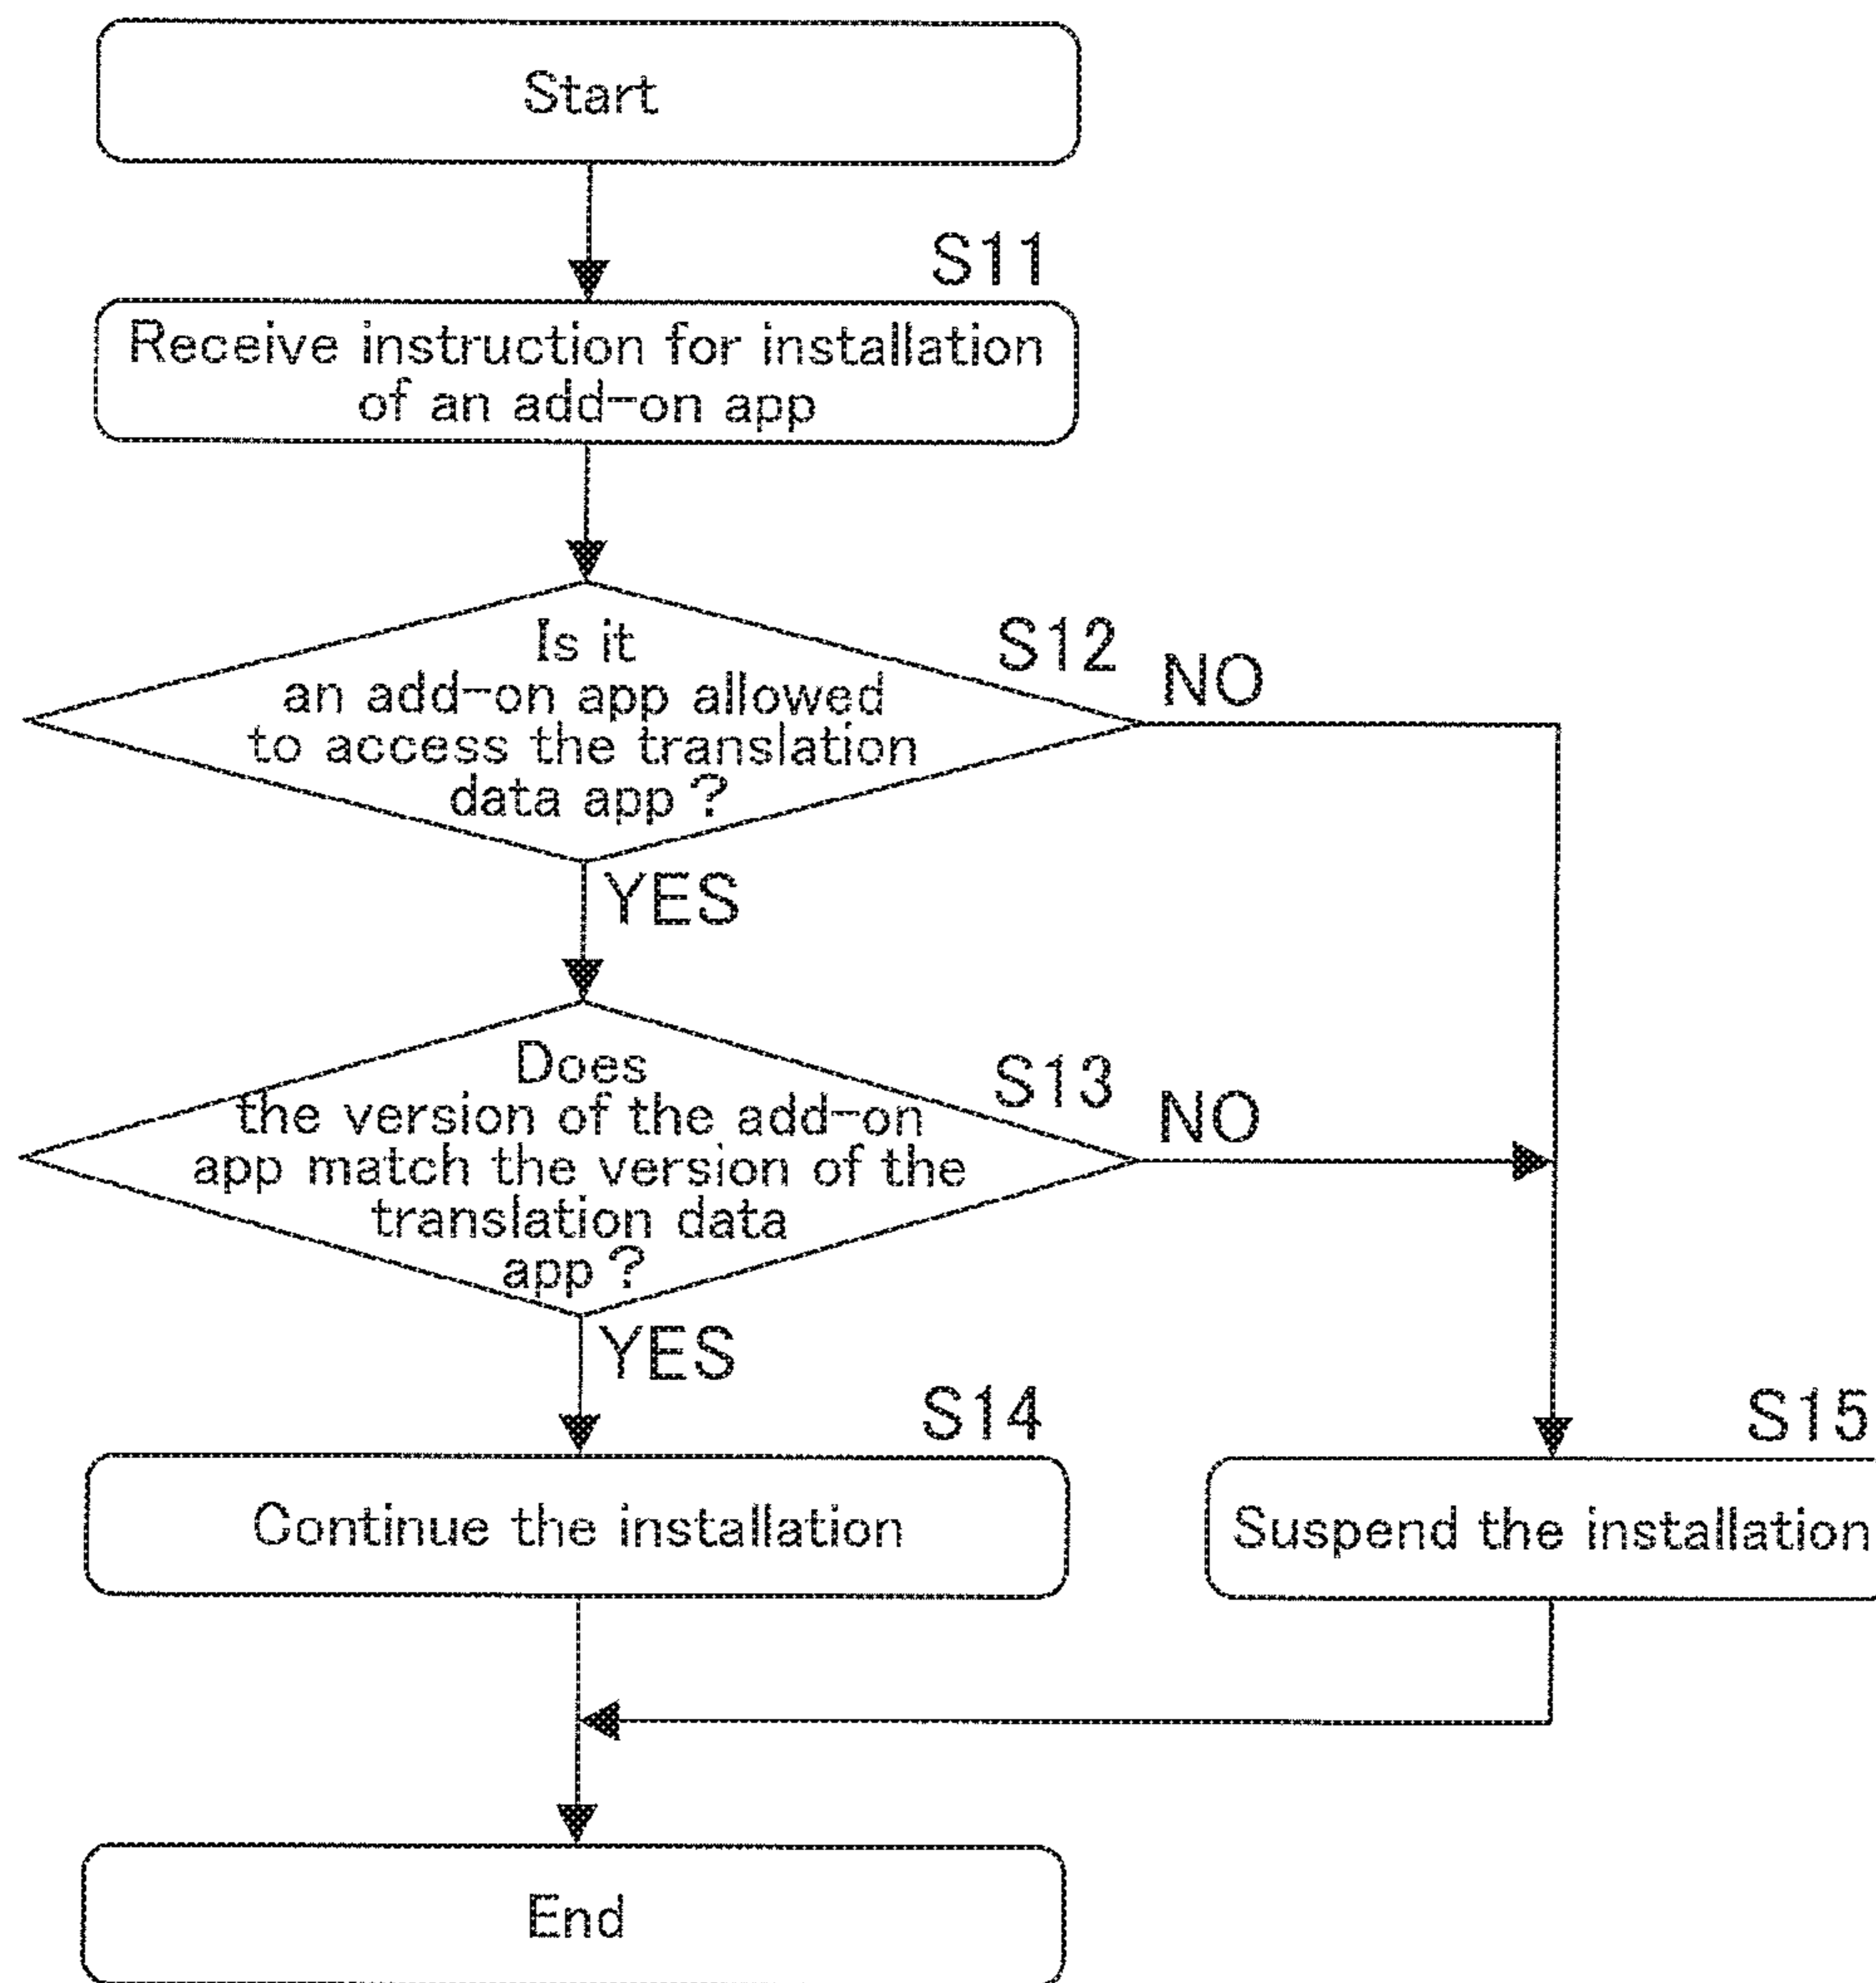 Start
S11
Receive instruction for installation
of an add-on app
Is it
an add-on app allowed
to access the translation
data app ?
S12
NO
YES
Does
the version of the add-on
app match the version of the
translation data
app ?
S13
NO
YES
S14
Continue the installation
S15
Suspend the installation
End